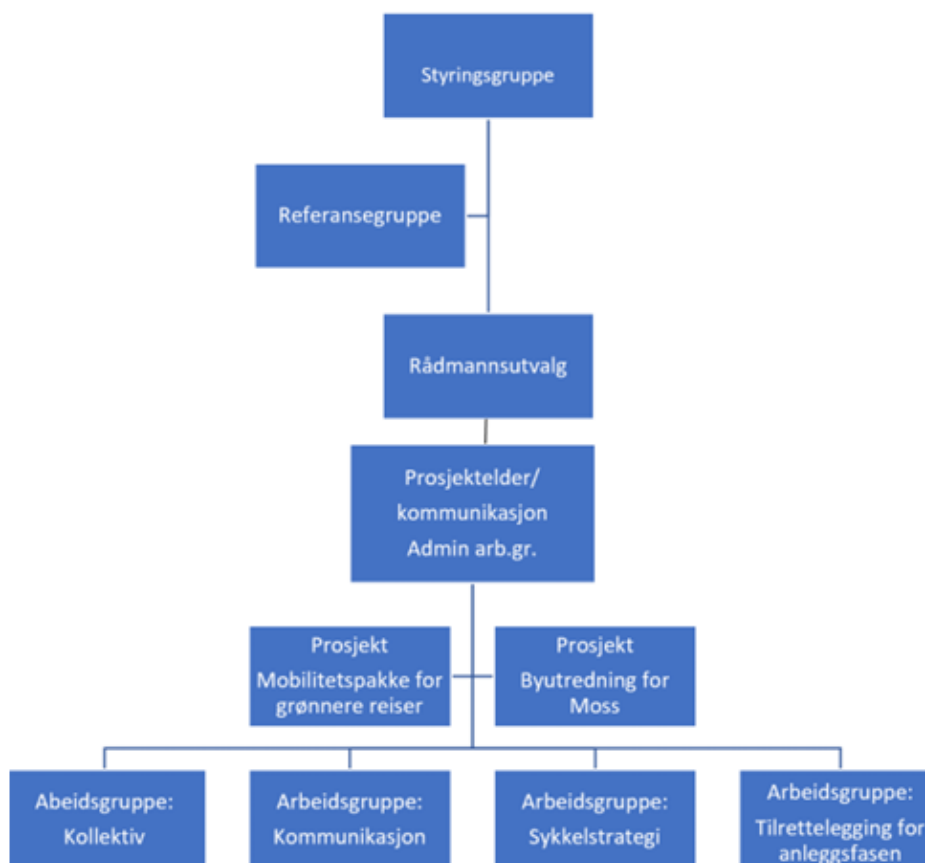 Styringsgruppe
Referansegruppe
Rådmannsutvalg
Prosjektelder/
kommunikasjon
Admin arb.gr.
Prosjekt
Mobilitetspakke for
grønnere reiser
Prosjekt
Byutredning for
Moss
Abeidsgruppe:
Kollektiv
Arbeidsgruppe:
Kommunikasjon
Arbeidsgruppe:
Sykkelstrategi
Arbeidsgruppe:
Tilrettelegging for
anleggsfasen